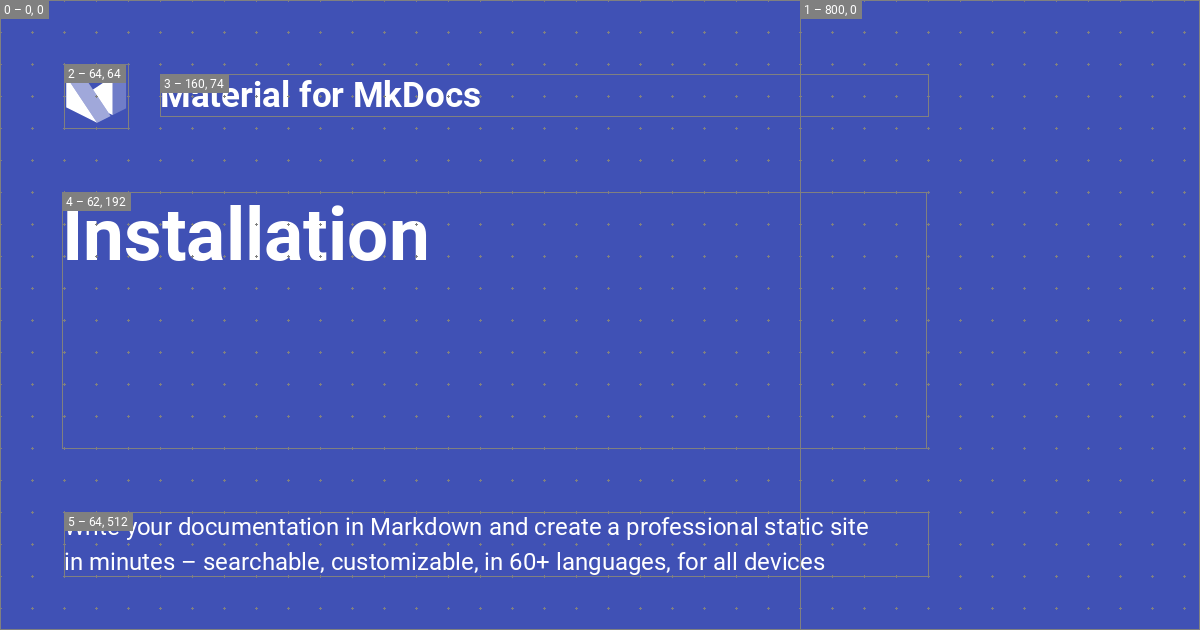 0 – 0, 0
1 – 800, 0
2 – 64, 64
3 – 160, 74
Material for MkDocs
4 – 62, 192
Installation
5 – 64, 512
Write your documentation in Markdown and create a professional static site
in minutes – searchable, customizable, in 60+ languages, for all devices